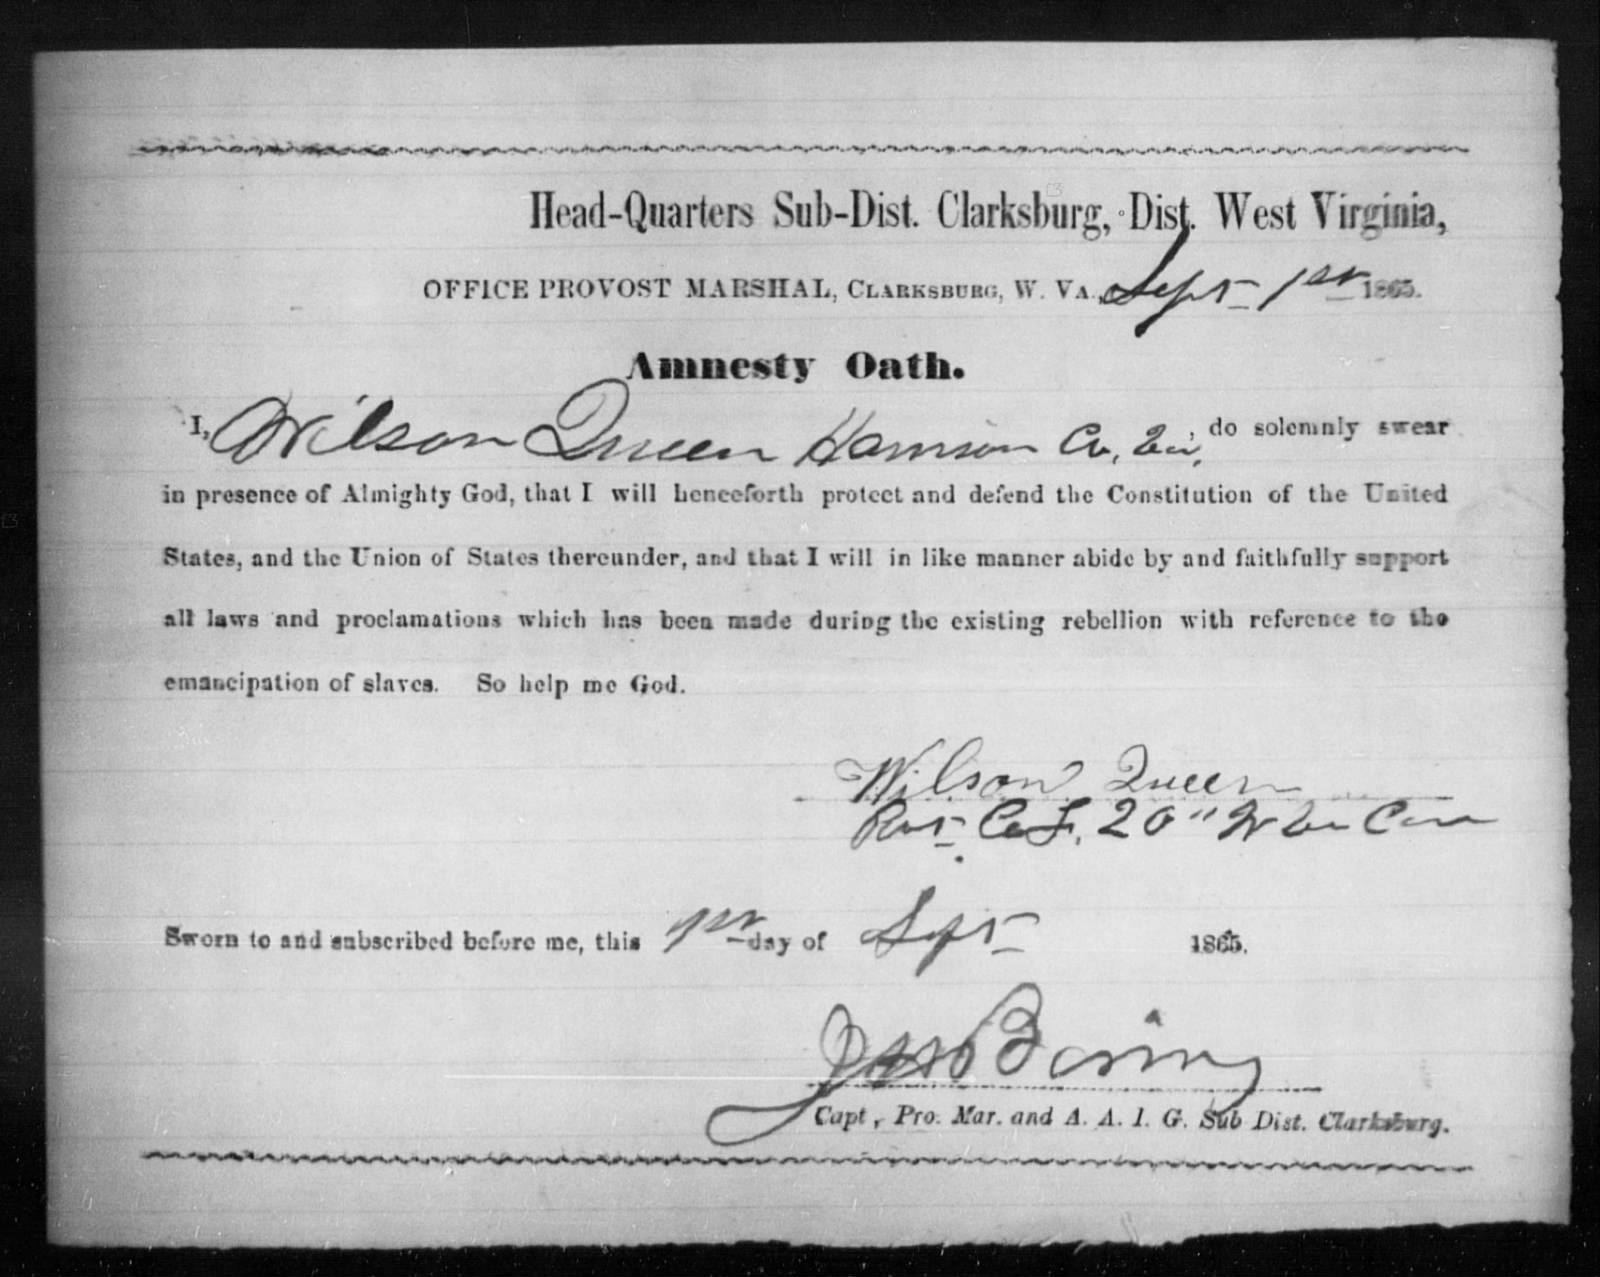 Head-Quarters Sub-Dist. Clarksburg, Dist. West Virginia,
OFFICE PROVOST MARSHAL, CLARKSBURG, W. VA., Sept 1st 1865.
Amnesty Oath.
I, Wilson Queen Harrison Co, Va, do solemnly swear
in presence of Almighty God, that I will henceforth protect and defend the Constitution of the United
States, and the Union of States thereunder, and that I will in like manner abide by and faithfully support
all laws and proclamations which has been made during the existing rebellion with reference to the
emancipation of slaves. So help me God.
Wilson Queen
Co 20" Va Cav
Sworn to and subscribed before me, this 1st day of Sept 1865.
Jno
Capt, Pro. Mar. and A. A. I. G. Sub Dist. Clarksburg.